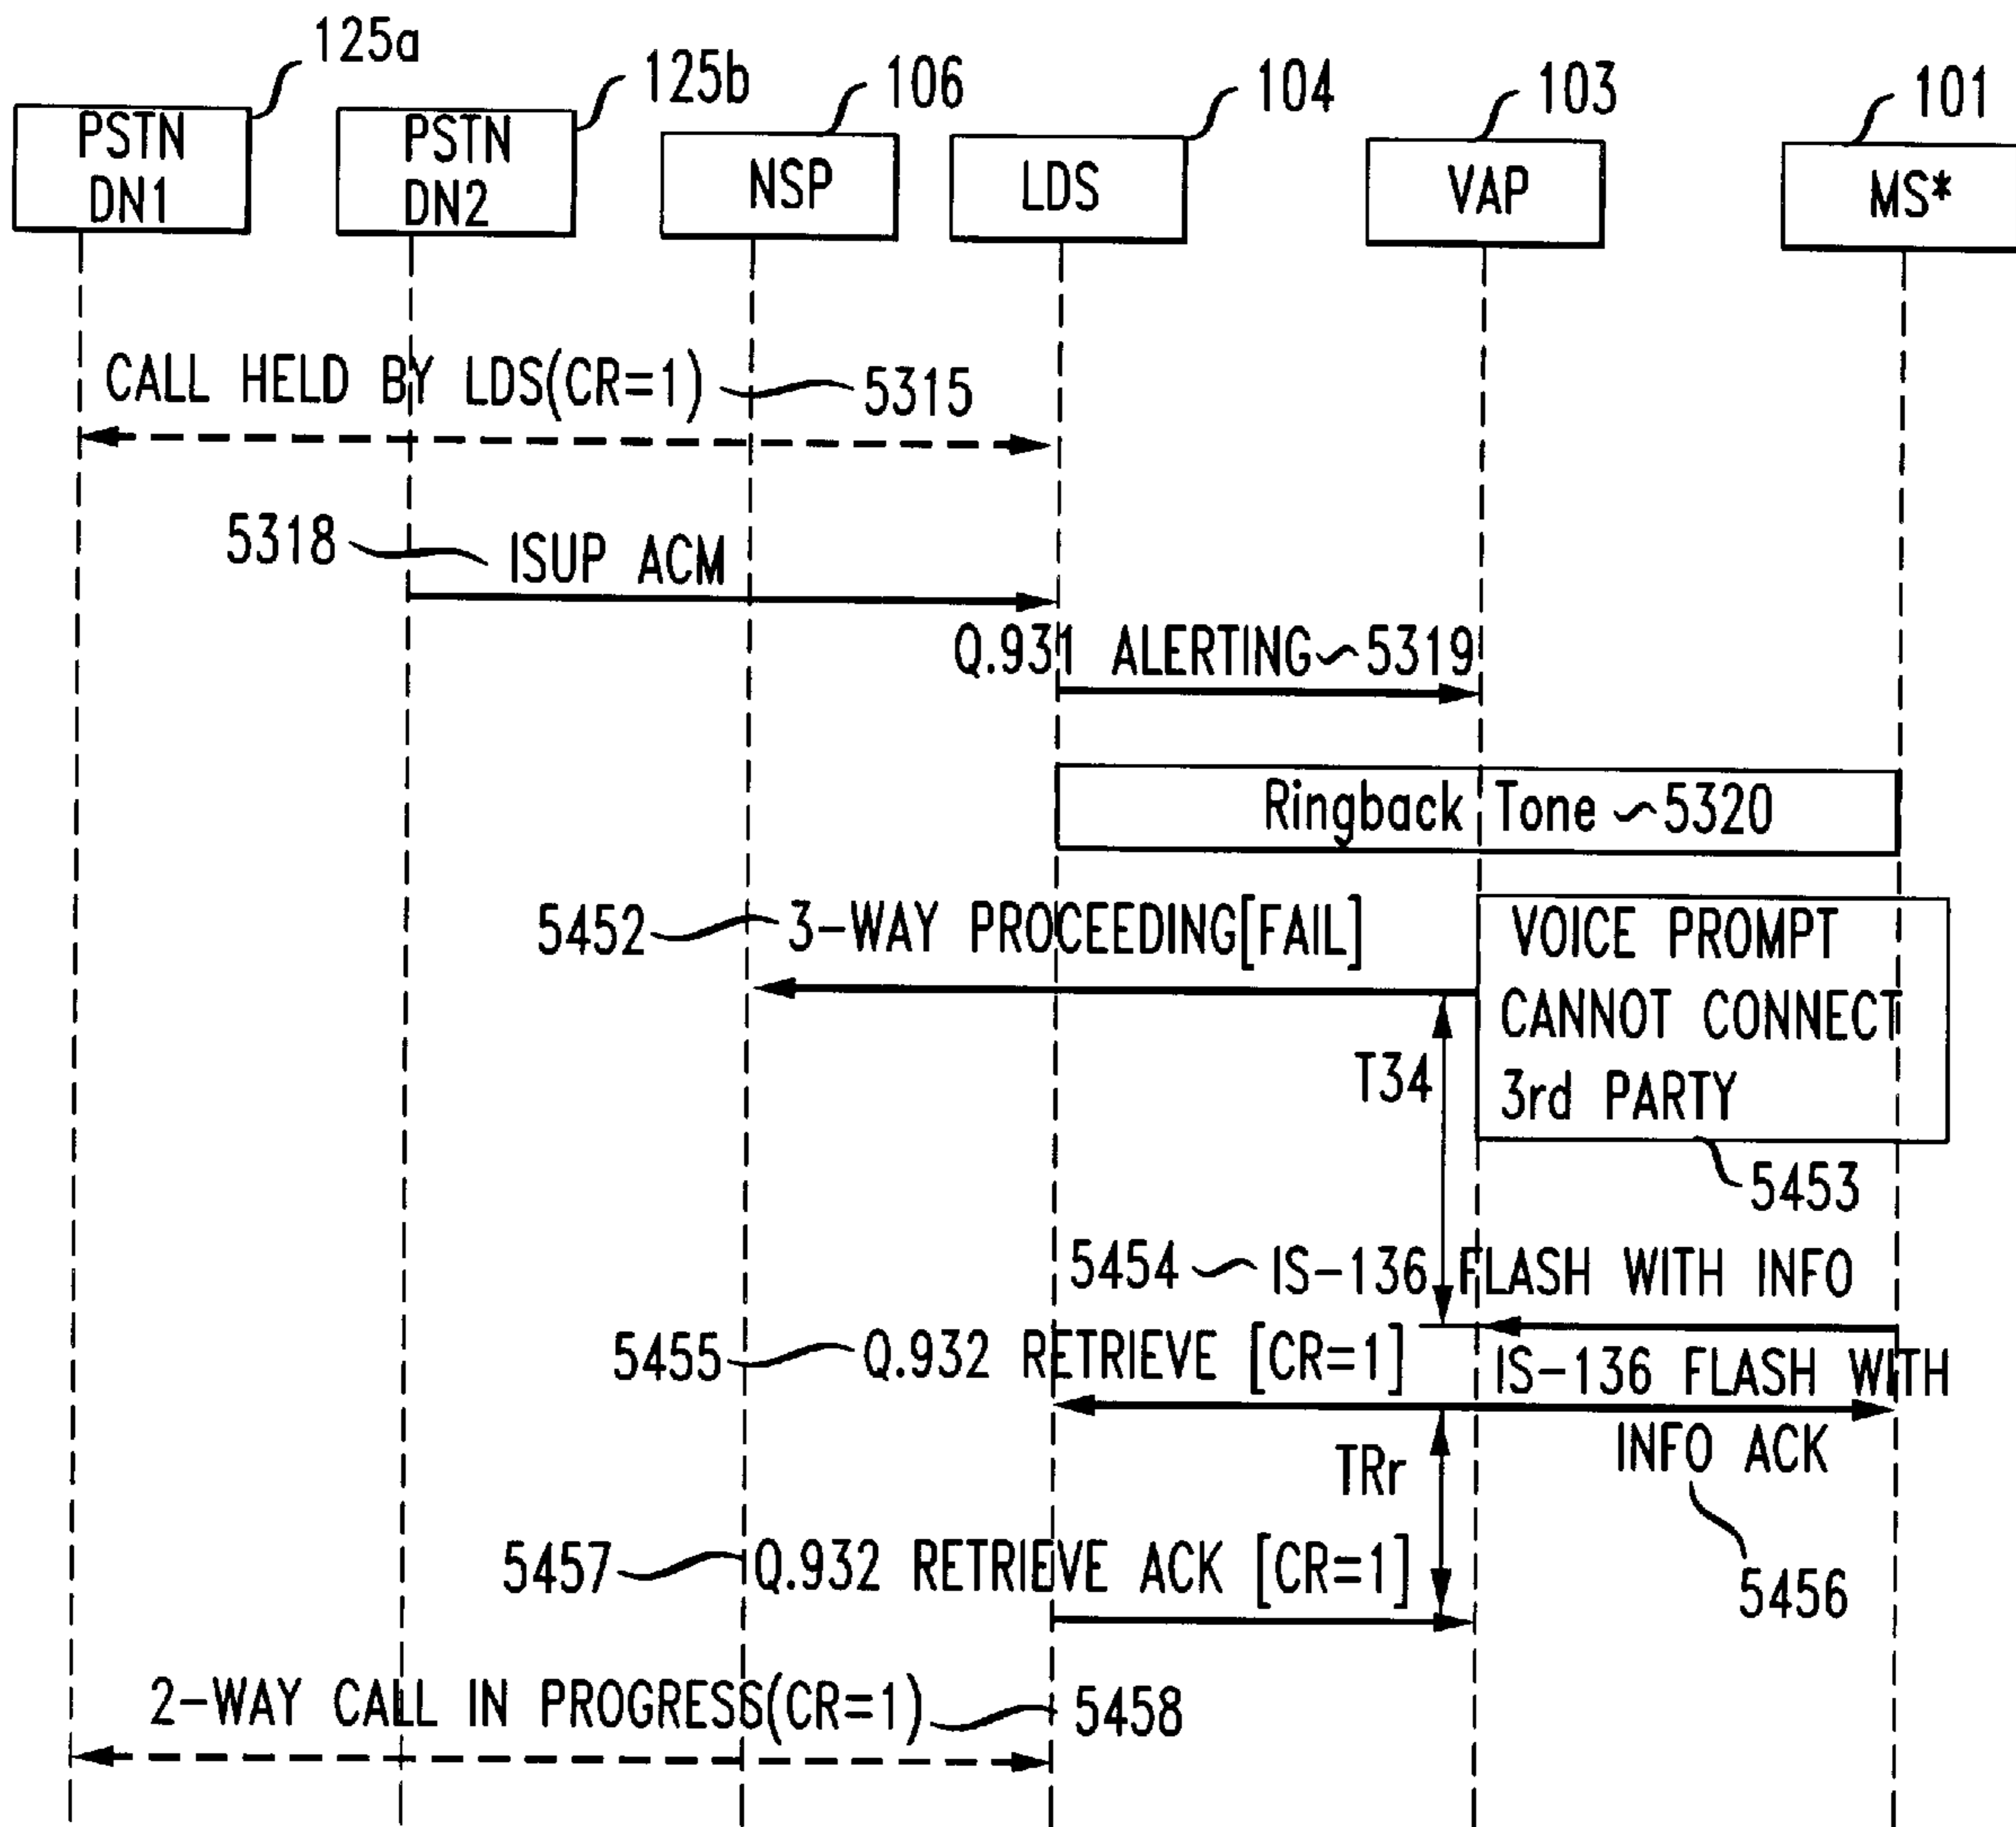 125a
125b
106
104
103
101
PSTN
DN1
PSTN
DN2
NSP
LDS
VAP
MS*
CALL HELD BY LDS(CR=1) 5315
5318 ISUP ACM
Q.931 ALERTING 5319
Ringback Tone 5320
5452 3-WAY PROCEEDING[FAIL]
VOICE PROMPT
CANNOT CONNECT
3rd PARTY
T34
5453
5454 IS-136 FLASH WITH INFO
5455 Q.932 RETRIEVE [CR=1]
IS-136 FLASH WITH
INFO ACK
TRr
5456
5457 Q.932 RETRIEVE ACK [CR=1]
2-WAY CALL IN PROGRESS(CR=1) 5458